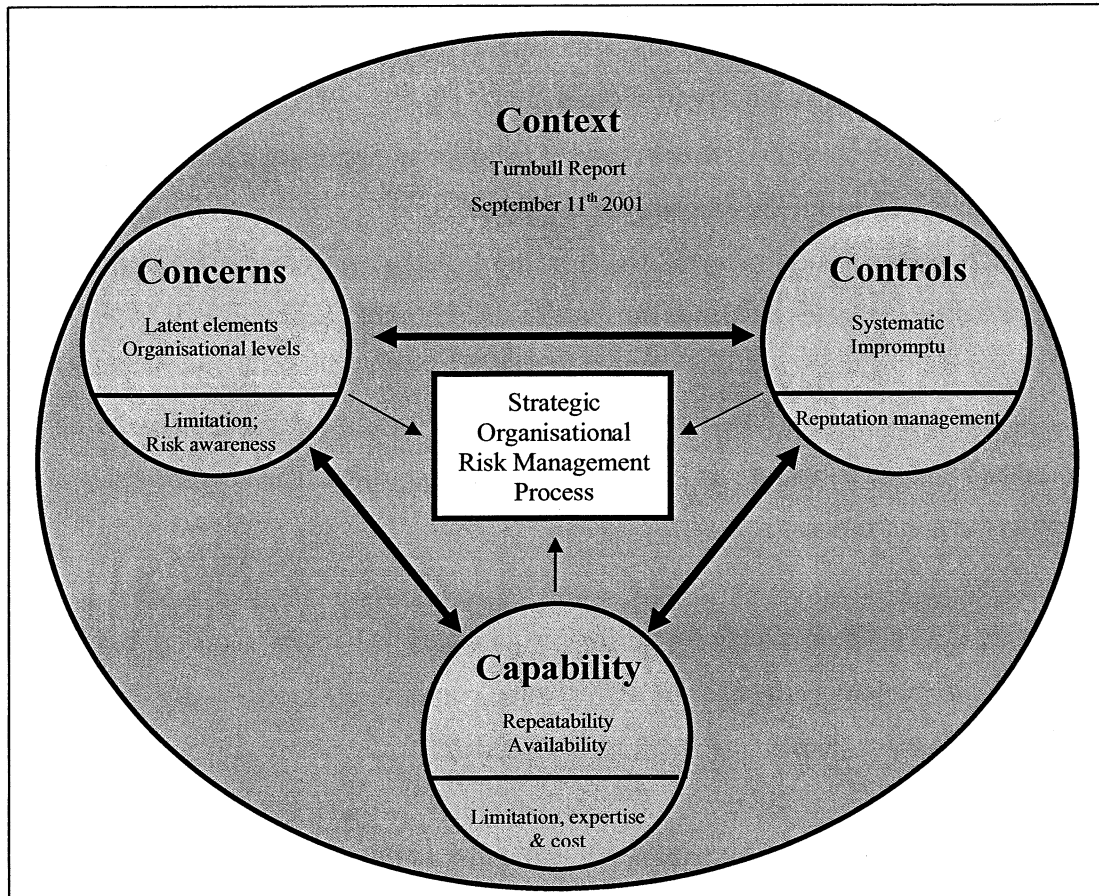 Context
Turnbull Report
September 11th 2001
Concerns
Latent elements
Organisational levels
Limitation;
Risk awareness
Controls
Systematic
Impromptu
Reputation management
Strategic
Organisational
Risk Management
Process
Capability
Repeatability
Availability
Limitation, expertise
& cost